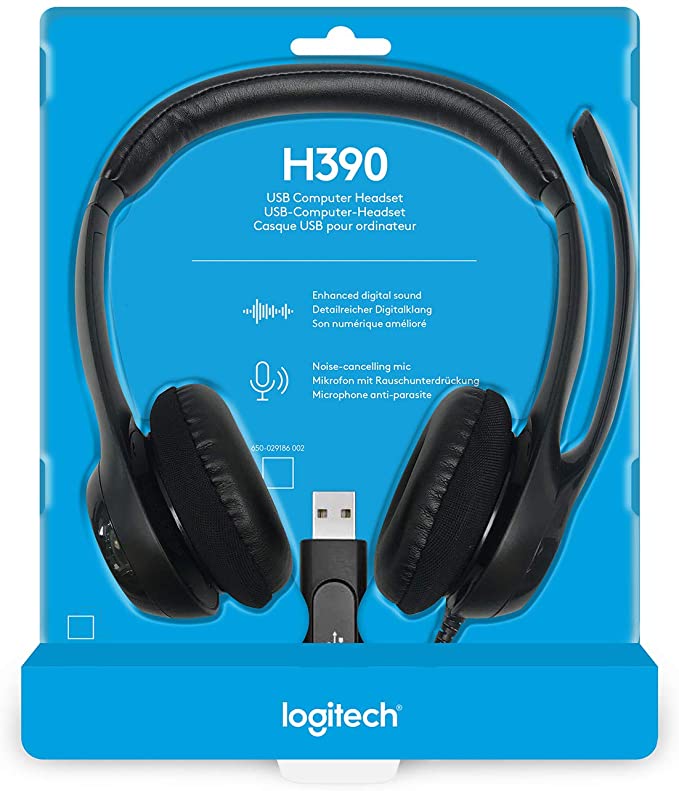 H390
USB Computer Headset
USB-Computer-Headset
Casque USB pour ordinateur
Enhanced digital sound
Detailreicher Digitalklang
Son numérique amélioré
Noise-cancelling mic
Mikrofon mit Rauschunterdrückung
Microphone anti-parasite
650-029186 002
logitech®